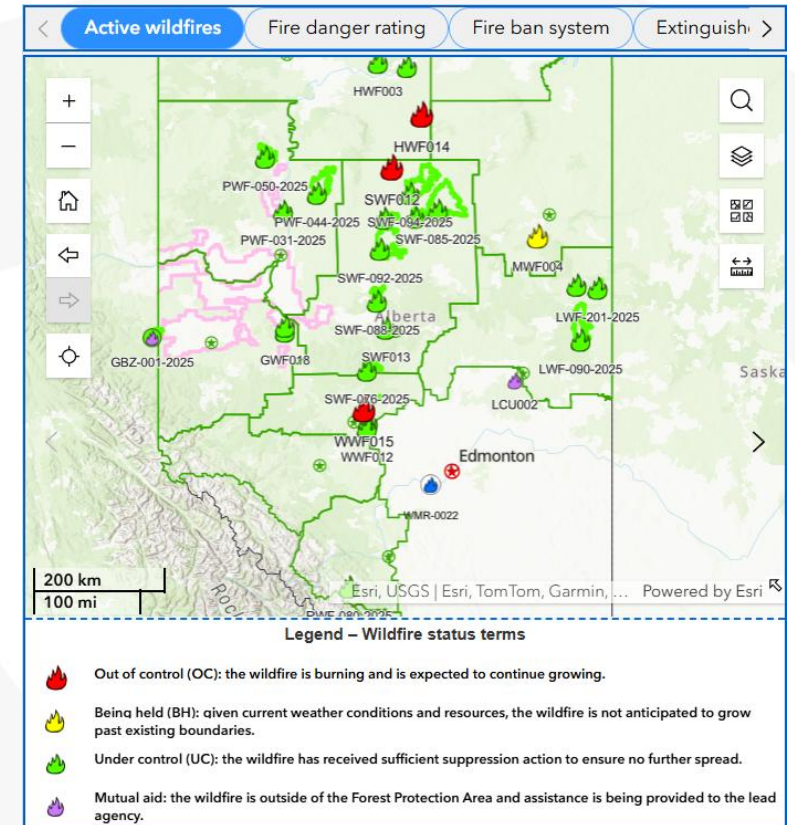 Active wildfires
Fire danger rating
Fire ban system
Extinguish
HWF003
HWF014
PWF-050-2025
SWF012
PWF-044-2025
SWF-094-2025
PWF-031-2025
SWF-085-2025
MWF004
SWF-092-2025
LWF-201-2025
Alberta
SWF-088-2025
GBZ-001-2025
GWF018
SWF013
LWF-090-2025
Saska
SWF-076-2025
LCU002
WWF015
WWF012
Edmonton
WMR-0022
200 km
100 mi
Esri, USGS | Esri, TomTom, Garmin, ...
Powered by Esri
Legend – Wildfire status terms
Out of control (OC): the wildfire is burning and is expected to continue growing.
Being held (BH): given current weather conditions and resources, the wildfire is not anticipated to grow
past existing boundaries.
Under control (UC): the wildfire has received sufficient suppression action to ensure no further spread.
Mutual aid: the wildfire is outside of the Forest Protection Area and assistance is being provided to the lead
agency.